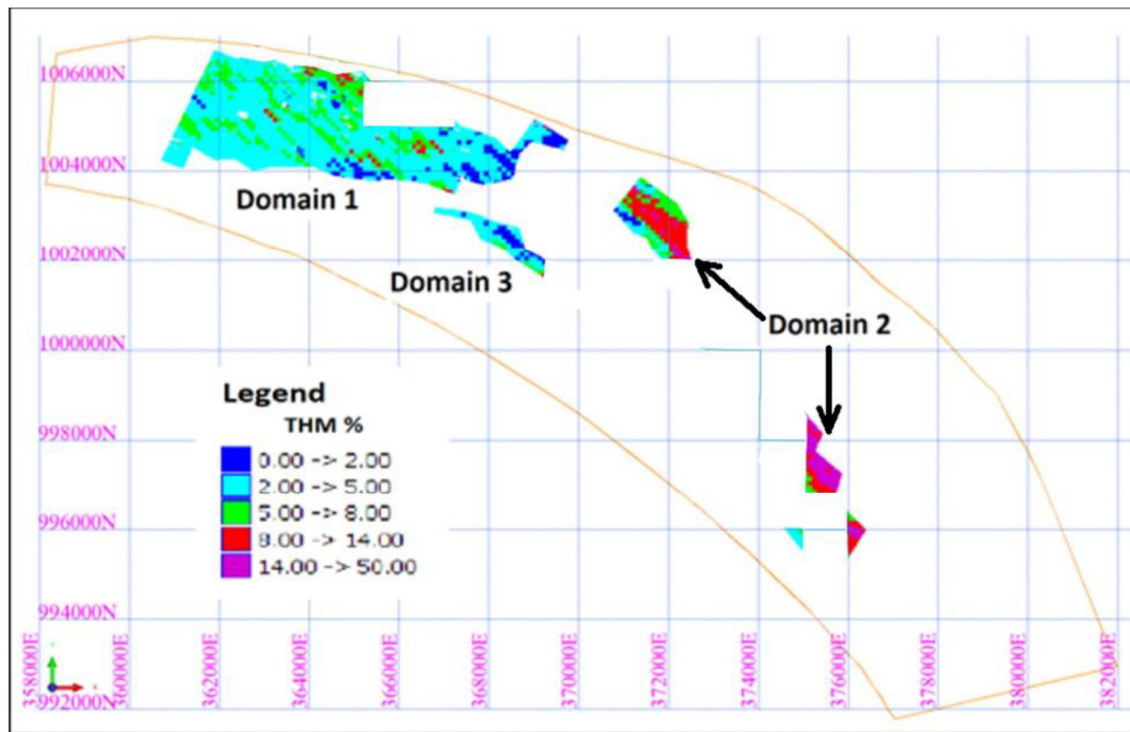 1006000N
1004000N
Domain 1
1002000N
Domain 3
Domain 2
1000000N
Legend
THM %
998000N
0.00 -> 2.00
2.00 -> 5.00
5.00 -> 8.00
996000N
8.00 -> 14.00
14.00 -> 50.00
994000N
992000N
358000E
360000E
362000E
364000E
366000E
368000E
370000E
372000E
374000E
376000E
378000E
380000E
382000E